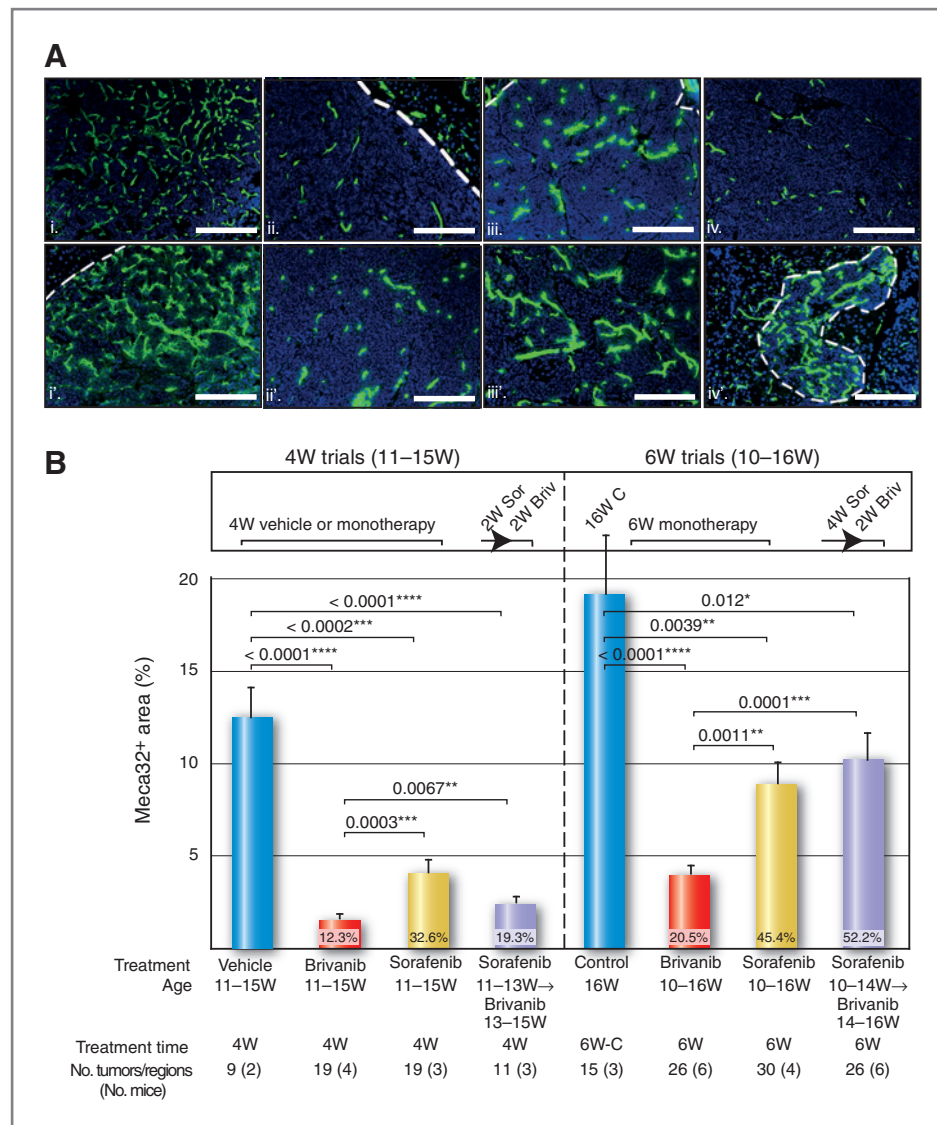 A
i.
ii.
iii.
iv.
i'.
ii'.
iii'.
iv'.
B
4W trials (11–15W)
6W trials (10–16W)
4W vehicle or monotherapy
2W Sor
2W Briv
16W C
6W monotherapy
4W Sor
2W Briv
Meca32+ area (%)
20
15
10
5
< 0.0001****
< 0.0002***
< 0.0001****
0.0067**
0.0003***
0.012*
0.0039**
< 0.0001****
0.0001***
0.0011**
12.3%
32.6%
19.3%
20.5%
45.4%
52.2%
Treatment Vehicle Brivanib Sorafenib Sorafenib Control Brivanib Sorafenib Sorafenib
Age 11–15W 11–15W 11–15W 11–13W→ 16W 10–16W 10–16W 10–14W→
Brivanib Brivanib
13–15W 14–16W
Treatment time 4W 4W 4W 4W 6W-C 6W 6W 6W
No. tumors/regions 9 (2) 19 (4) 19 (3) 11 (3) 15 (3) 26 (6) 30 (4) 26 (6)
(No. mice)